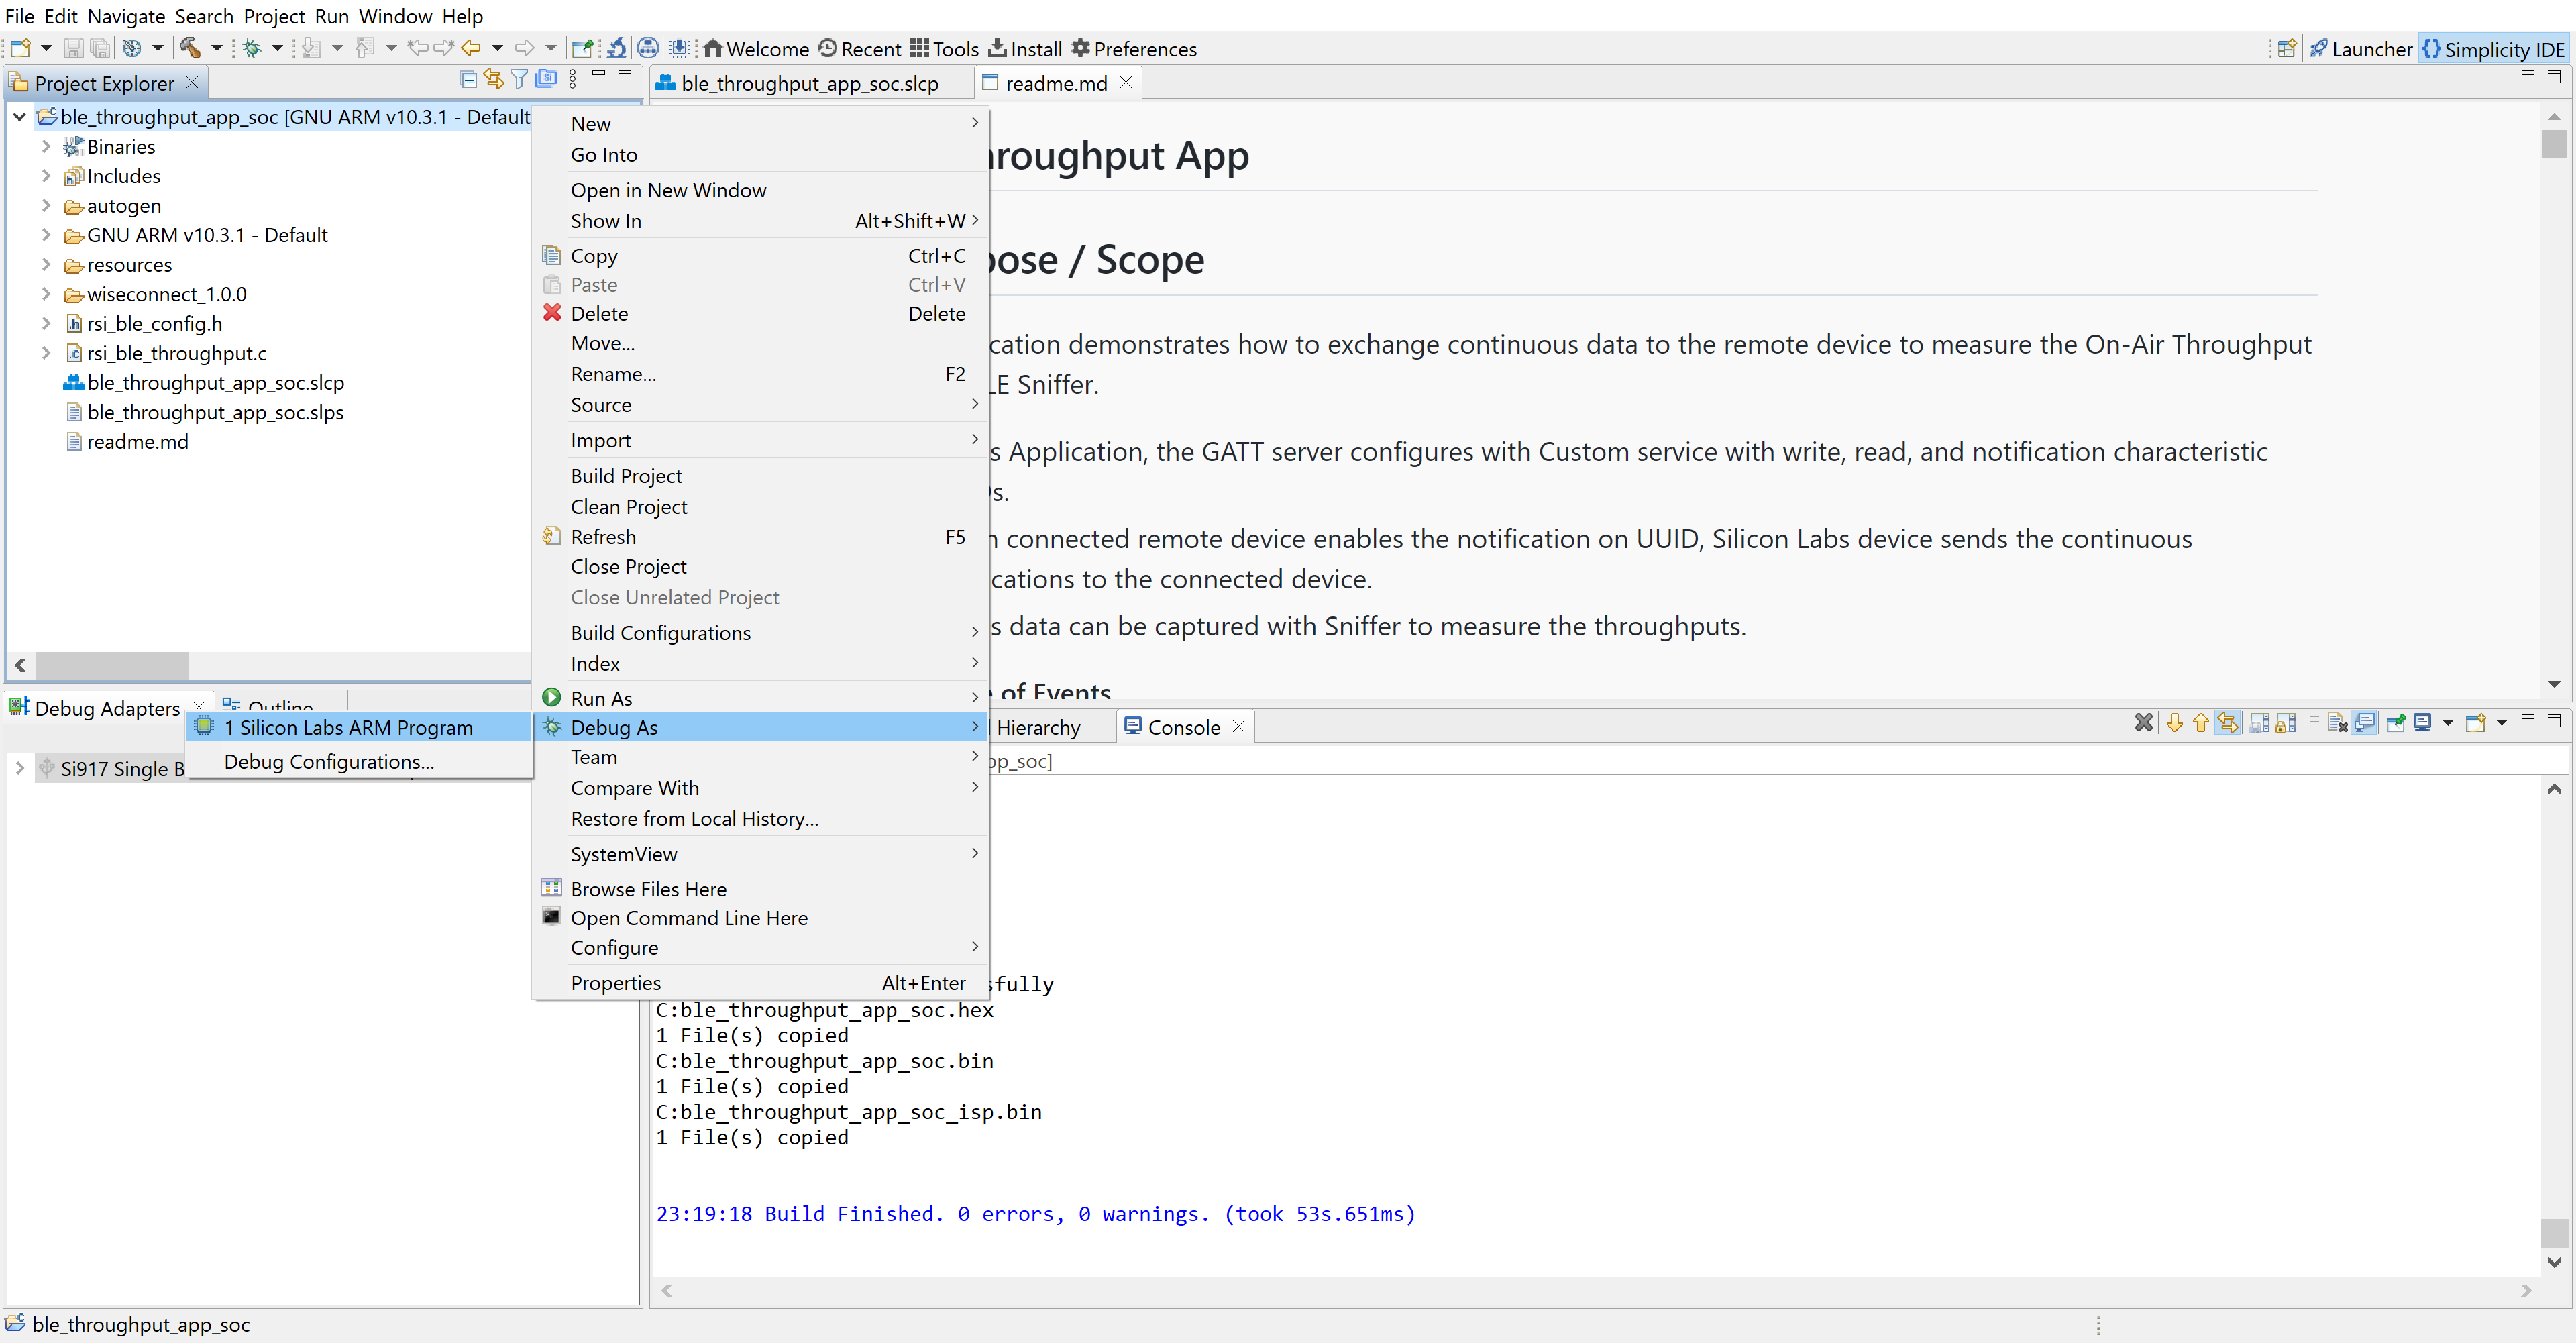 File Edit Navigate Search Project Run Window Help
Welcome Recent Tools Install Preferences Launcher Simplicity IDE
Project Explorer
ble_throughput_app_soc [GNU ARM v10.3.1 - Default
Binaries
Includes
autogen
GNU ARM v10.3.1 - Default
resources
wiseconnect_1.0.0
rsi_ble_config.h
rsi_ble_throughput.c
ble_throughput_app_soc.slcp
ble_throughput_app_soc.slps
readme.md
New
Go Into
Open in New Window
Show In Alt+Shift+W
Copy Ctrl+C
Paste Ctrl+V
Delete Delete
Move...
Rename... F2
Source
Import
Build Project
Clean Project
Refresh F5
Close Project
Close Unrelated Project
Build Configurations
Index
Run As
Debug As
Team
Compare With
Restore from Local History...
SystemView
Browse Files Here
Open Command Line Here
Configure
Properties Alt+Enter
ble_throughput_app_soc.slcp readme.md
roughput App
ose / Scope
cation demonstrates how to exchange continuous data to the remote device to measure the On-Air Throughput
LE Sniffer.
s Application, the GATT server configures with Custom service with write, read, and notification characteristic
s.
connected remote device enables the notification on UUID, Silicon Labs device sends the continuous
cations to the connected device.
s data can be captured with Sniffer to measure the throughputs.
of Events
Debug Adapters Outline
1 Silicon Labs ARM Program
Debug Configurations...
Si917 Single B
Hierarchy Console
pp_soc]
sfully
C:ble_throughput_app_soc.hex
1 File(s) copied
C:ble_throughput_app_soc.bin
1 File(s) copied
C:ble_throughput_app_soc_isp.bin
1 File(s) copied
23:19:18 Build Finished. 0 errors, 0 warnings. (took 53s.651ms)
ble_throughput_app_soc